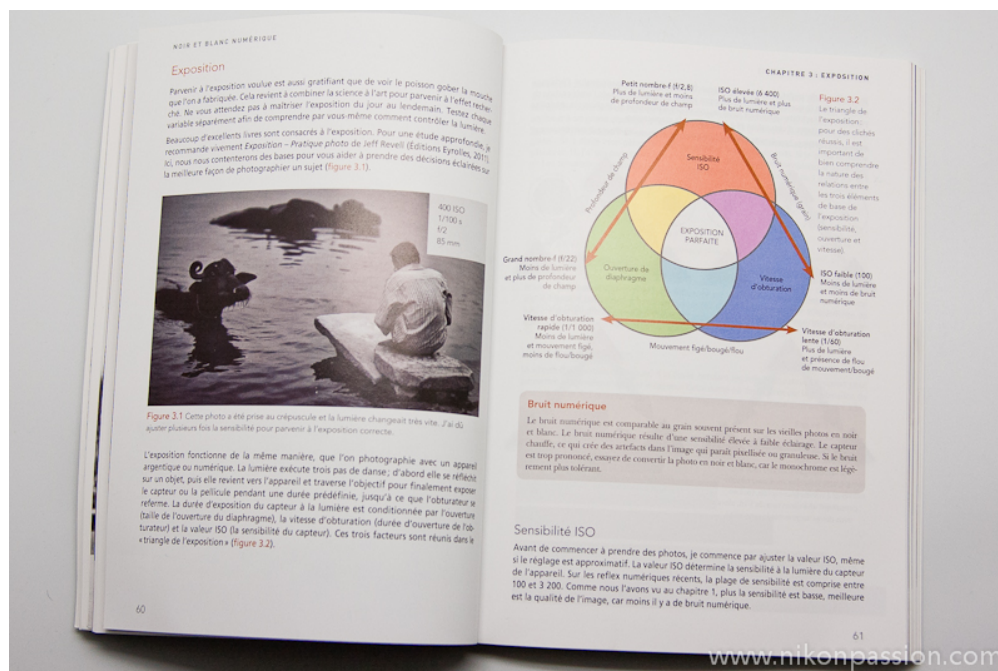 NOIR ET BLANC NUMÉRIQUE
Exposition
Parvenir à l'exposition voulue est aussi gratifiant que de voir le poisson gober la mouche
que l'on a fabriquée. Cela revient à combiner la science à l'art pour parvenir à l'effet recher-
ché. Ne vous attendez pas à maîtriser l'exposition du jour au lendemain. Testez chaque
variable séparément afin de comprendre par vous-même comment contrôler la lumière.
Beaucoup d'excellents livres sont consacrés à l'exposition. Pour une étude approfondie, je
recommande vivement Exposition – Pratique photo de Jeff Revell (Éditions Eyrolles, 2011).
Ici, nous nous contenterons des bases pour vous aider à prendre des décisions éclairées sur
la meilleure façon de photographier un sujet (figure 3.1).
400 ISO
1/100 s
f/2
85 mm
Figure 3.1 Cette photo a été prise au crépuscule et la lumière changeait très vite. J'ai dû
ajuster plusieurs fois la sensibilité pour parvenir à l'exposition correcte.
L'exposition fonctionne de la même manière, que l'on photographie avec un appareil
argentique ou numérique. La lumière exécute trois pas de danse ; d'abord elle se réfléchit
sur un objet, puis elle revient vers l'appareil et traverse l'objectif pour finalement exposer
le capteur ou la pellicule pendant une durée prédéfinie, jusqu'à ce que l'obturateur se
referme. La durée d'exposition du capteur à la lumière est conditionnée par l'ouverture
(taille de l'ouverture du diaphragme), la vitesse d'obturation (durée d'ouverture de l'ob-
turateur) et la valeur ISO (la sensibilité du capteur). Ces trois facteurs sont réunis dans le
« triangle de l'exposition » (figure 3.2).
60
CHAPITRE 3 : EXPOSITION
Petit nombre-f (f/2,8)
Plus de lumière et moins
de profondeur de champ
ISO élevée (6 400)
Plus de lumière et plus
de bruit numérique
Figure 3.2
Le triangle de
l'exposition :
pour des clichés
réussis, il est
important de
bien comprendre
la nature des
relations entre
les trois éléments
de base de
l'exposition
(sensibilité,
ouverture et
vitesse).
Profondeur de champ
Sensibilité
ISO
Bruit numérique (grain)
EXPOSITION
PARFAITE
Grand nombre-f (f/22)
Moins de lumière
et plus de profondeur
de champ
Ouverture de
diaphragme
Vitesse
d'obturation
ISO faible (100)
Moins de lumière
et moins de bruit
numérique
Vitesse d'obturation
rapide (1/1 000)
Moins de lumière
et mouvement figé,
moins de flou/bougé
Mouvement figé/bougé/flou
Vitesse d'obturation
lente (1/60)
Plus de lumière
et présence de flou
de mouvement/bougé
Bruit numérique
Le bruit numérique est comparable au grain souvent présent sur les vieilles photos en noir
et blanc. Le bruit numérique résulte d'une sensibilité élevée à faible éclairage. Le capteur
chauffe, ce qui crée des artefacts dans l'image qui paraît pixellisée ou granuleuse. Si le bruit
est trop prononcé, essayez de convertir la photo en noir et blanc, car le monochrome est légè-
rement plus tolérant.
Sensibilité ISO
Avant de commencer à prendre des photos, je commence par ajuster la valeur ISO, même
si le réglage est approximatif. La valeur ISO détermine la sensibilité à la lumière du capteur
de l'appareil. Sur les reflex numériques récents, la plage de sensibilité est comprise entre
100 et 3 200. Comme nous l'avons vu au chapitre 1, plus la sensibilité est basse, meilleure
est la qualité de l'image, car moins il y a de bruit numérique.
61
www.nikonpassion.com